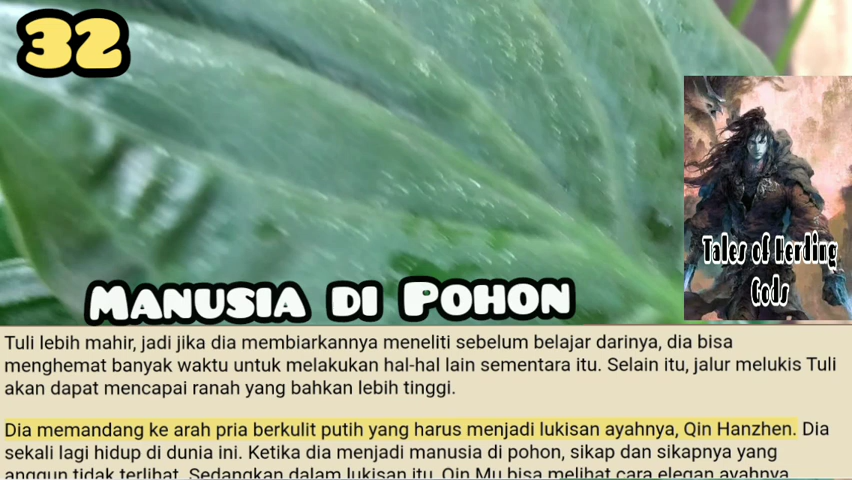 32
Tales of Herding
Gods
MANUSIA DI POHON
Tuli lebih mahir, jadi jika dia membiarkannya meneliti sebelum belajar darinya, dia bisa
menghemat banyak waktu untuk melakukan hal-hal lain sementara itu. Selain itu, jalur melukis Tuli
akan dapat mencapai ranah yang bahkan lebih tinggi.
Dia memandang ke arah pria berkulit putih yang harus menjadi lukisan ayahnya, Qin Hanzhen. Dia
sekali lagi hidup di dunia ini. Ketika dia menjadi manusia di pohon, sikap dan sikapnya yang
anggun tidak terlihat. Sedangkan dalam lukisan itu, Qin Mu bisa melihat cara elegan ayahnya